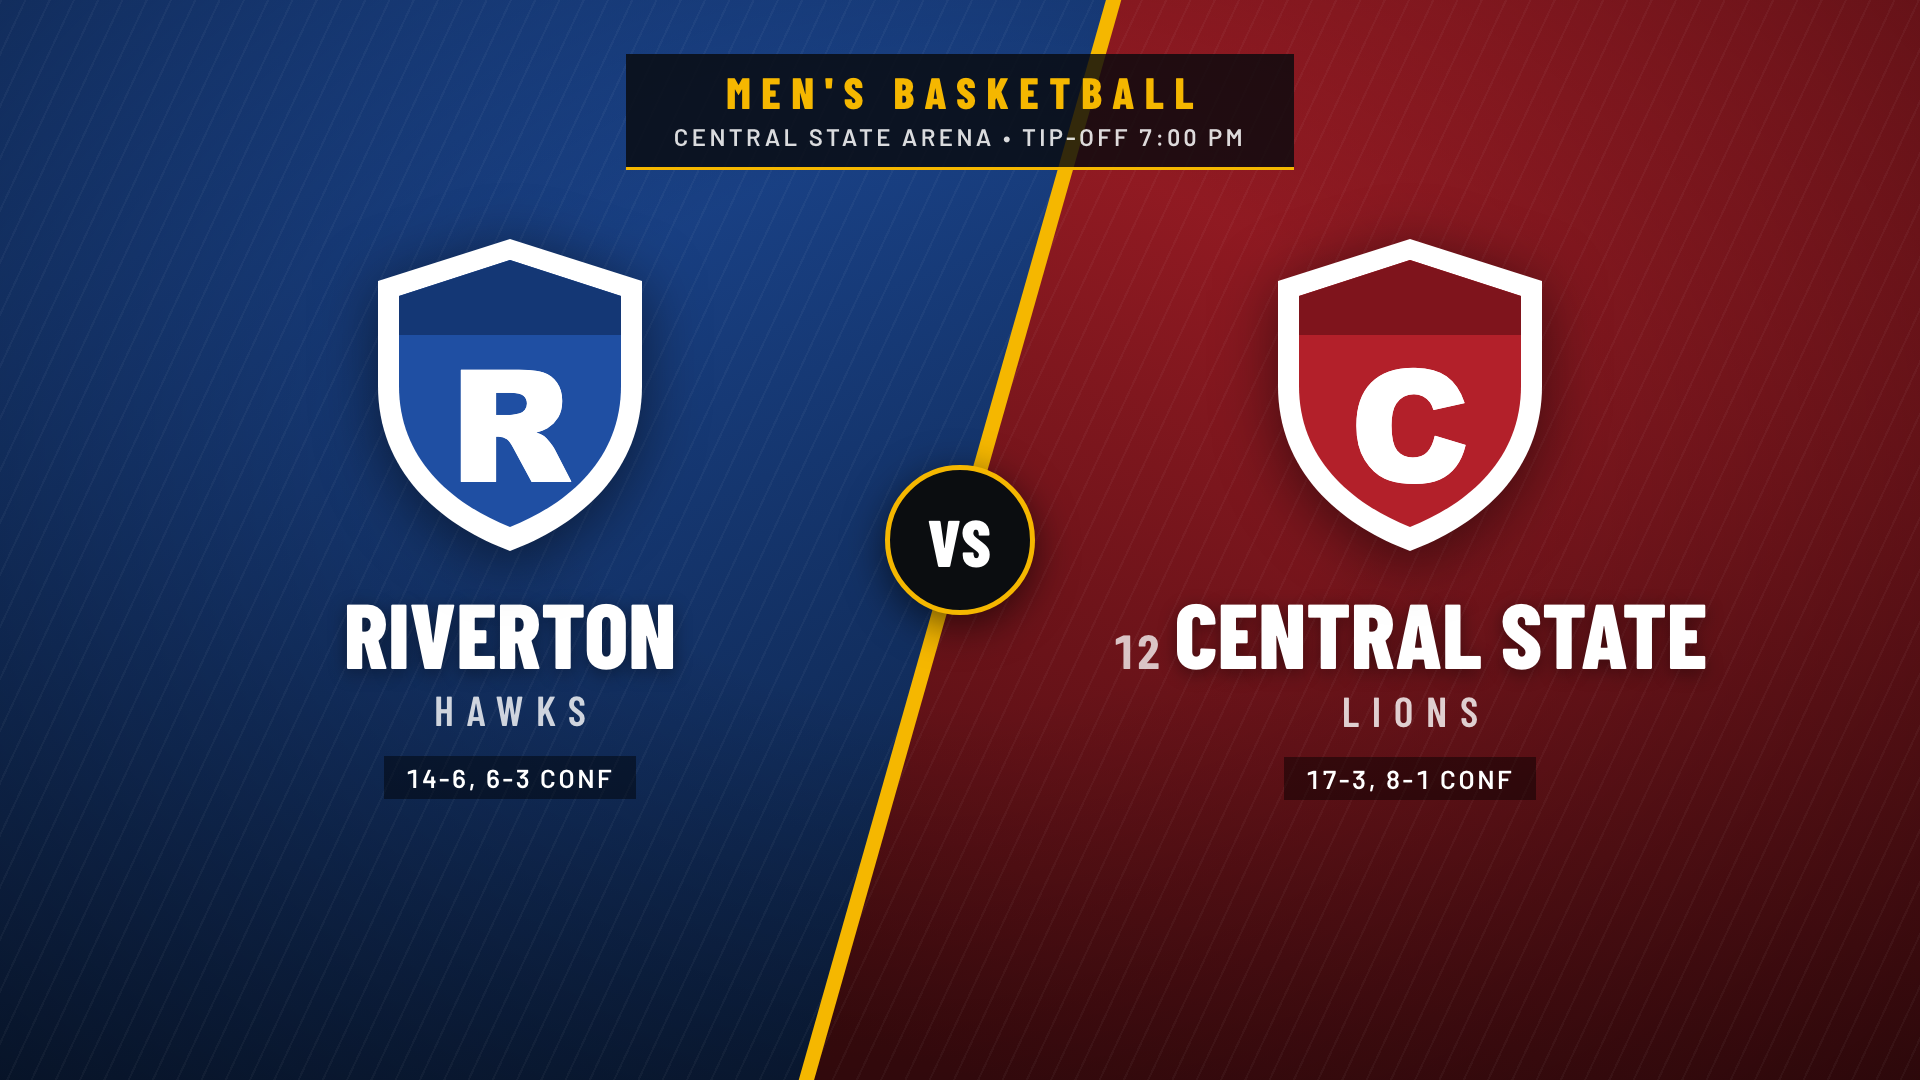 MEN'S BASKETBALL
CENTRAL STATE ARENA • TIP-OFF 7:00 PM
R
C
VS
RIVERTON
HAWKS
14-6, 6-3 CONF
12 CENTRAL STATE
LIONS
17-3, 8-1 CONF